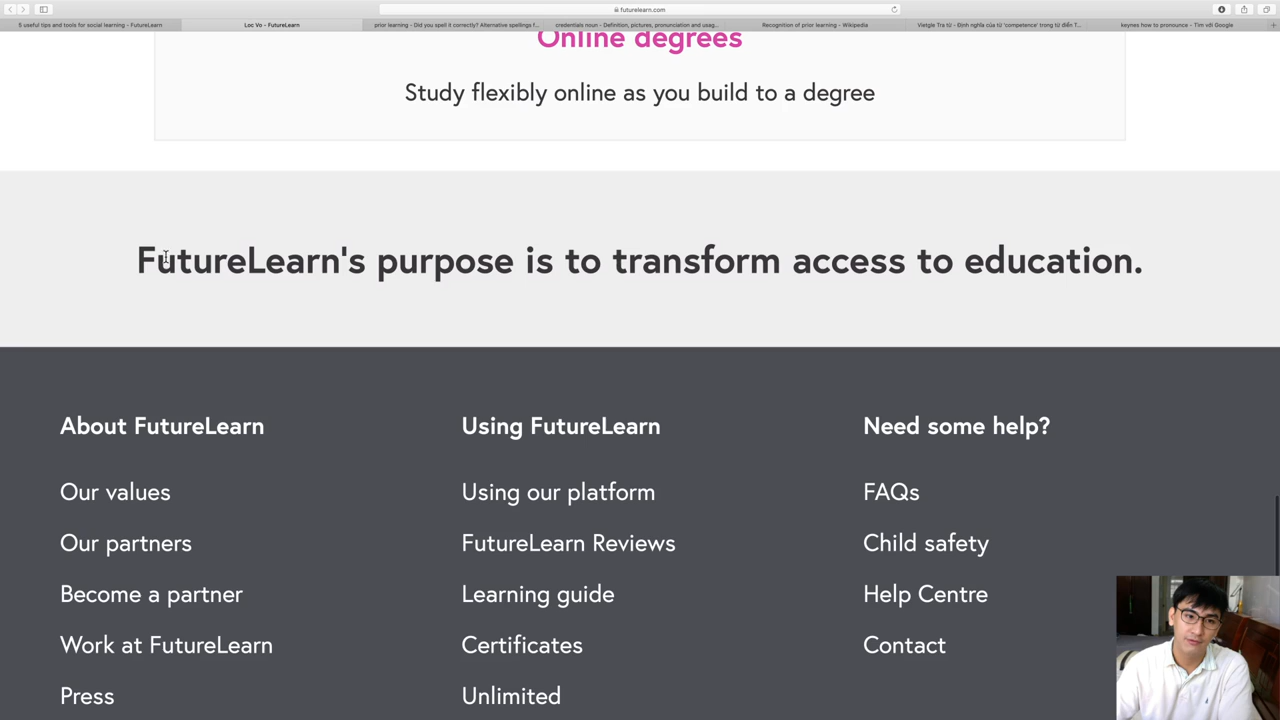 futurelearn.com
5 useful tips and tools for social learning - FutureLearn
Loc Vo - FutureLearn
prior learning - Did you spell it correctly? Alternative spellings f...
credentials noun - Definition, pictures, pronunciation and usag...
Recognition of prior learning - Wikipedia
Vietgle Tra từ - Định nghĩa của từ 'competence' trong từ điển T...
keynes how to pronounce - Tìm với Google
Online degrees
Study flexibly online as you build to a degree
FutureLearn's purpose is to transform access to education.
About FutureLearn
Our values
Our partners
Become a partner
Work at FutureLearn
Press
Using FutureLearn
Using our platform
FutureLearn Reviews
Learning guide
Certificates
Unlimited
Need some help?
FAQs
Child safety
Help Centre
Contact